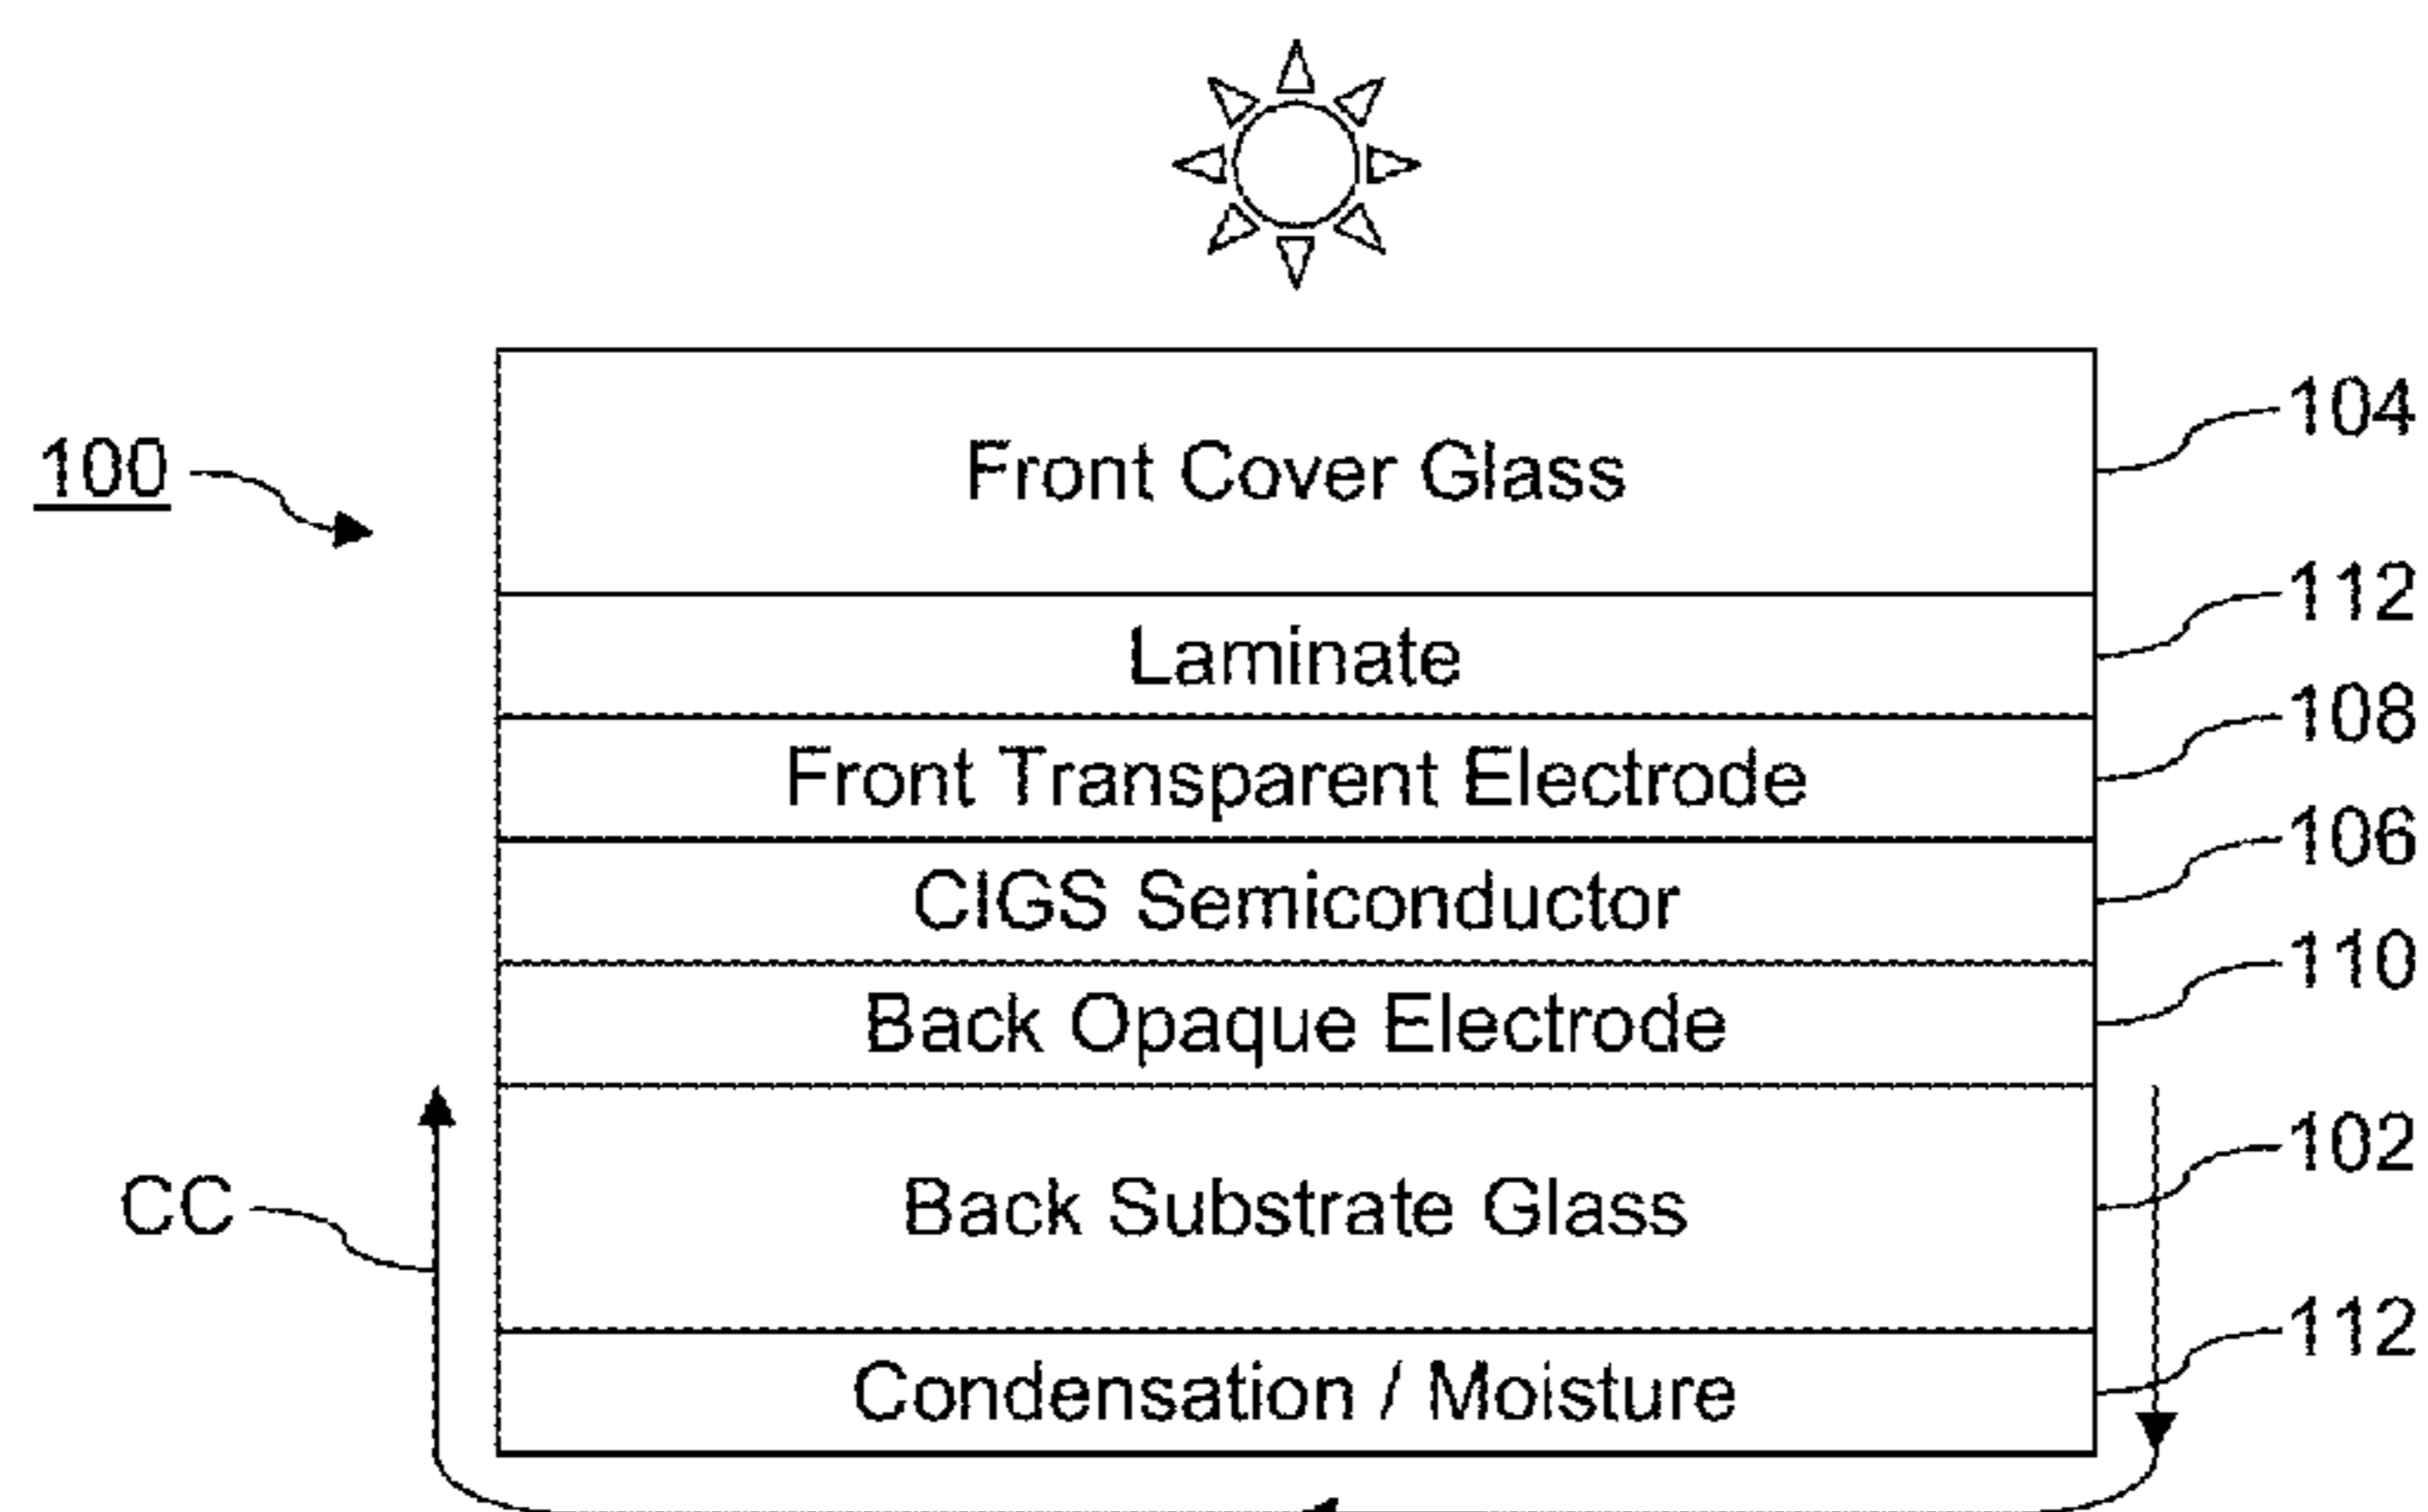 104
100
Front Cover Glass
112
Laminate
108
Front Transparent Electrode
106
CIGS Semiconductor
110
Back Opaque Electrode
102
CC
Back Substrate Glass
112
Condensation / Moisture